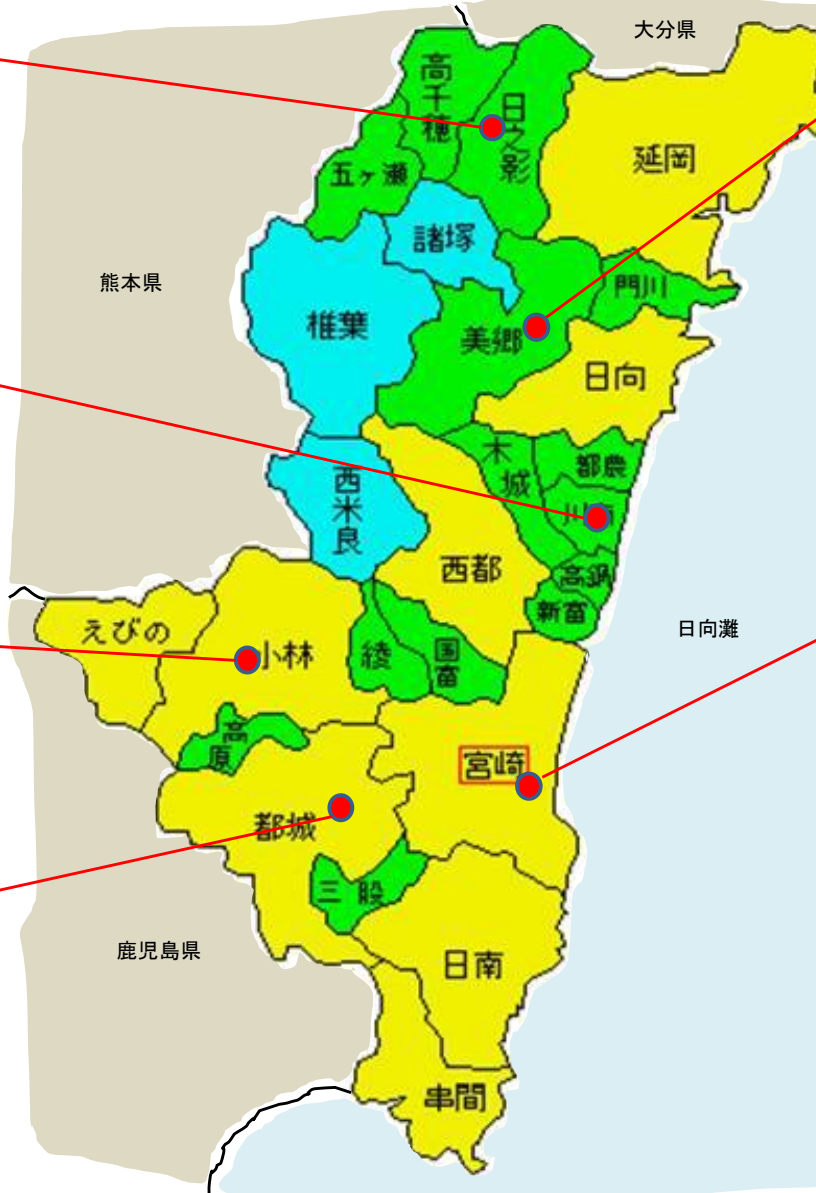 大分県
高千穂
日之影
延岡
五ヶ瀬
諸塚
熊本県
門川
椎葉
美郷
日向
木城
都農
西米良
川
西都
高鍋
新富
えびの
日向灘
小林
綾
国富
高原
宮崎
都城
三股
鹿児島県
日南
串間